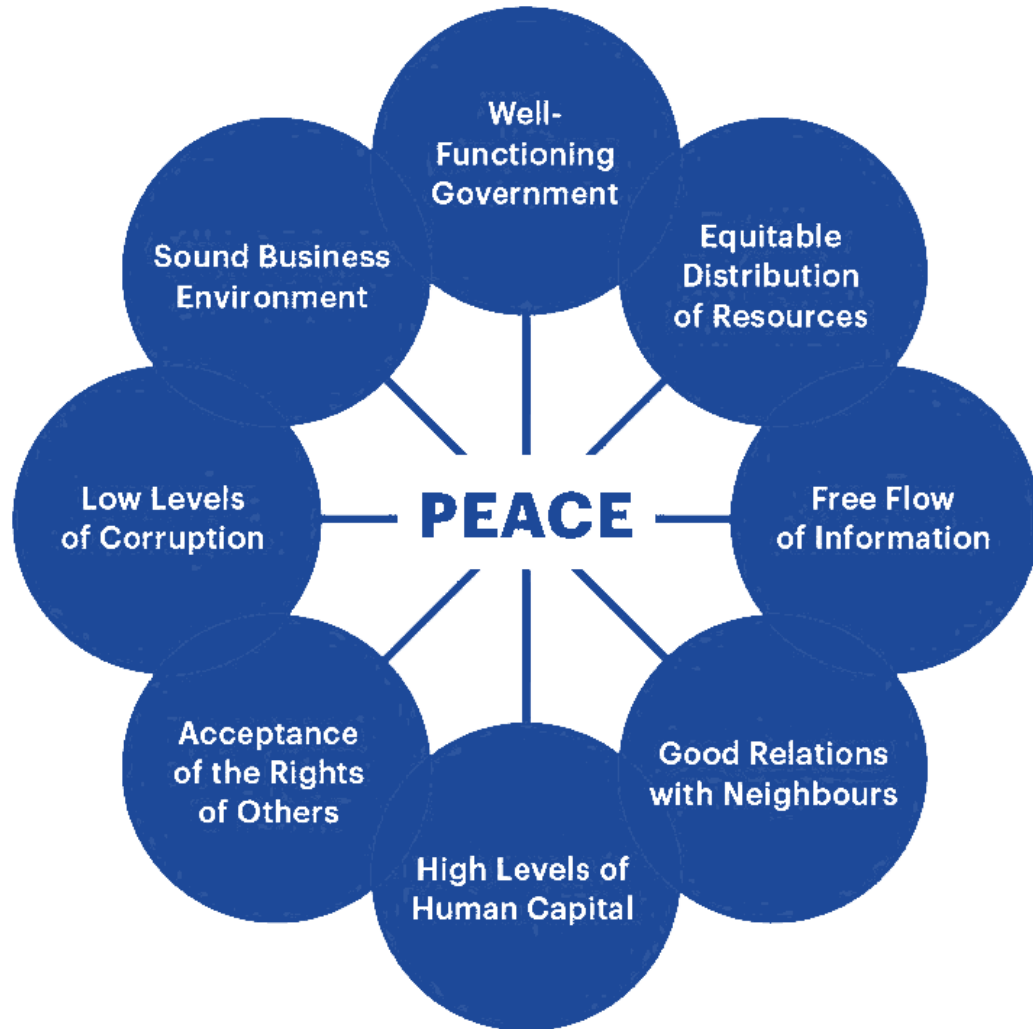 Well-
Functioning
Government
Equitable
Distribution
of Resources
Free Flow
of Information
Good Relations
with Neighbours
High Levels of
Human Capital
Acceptance
of the Rights
of Others
Low Levels
of Corruption
Sound Business
Environment
PEACE